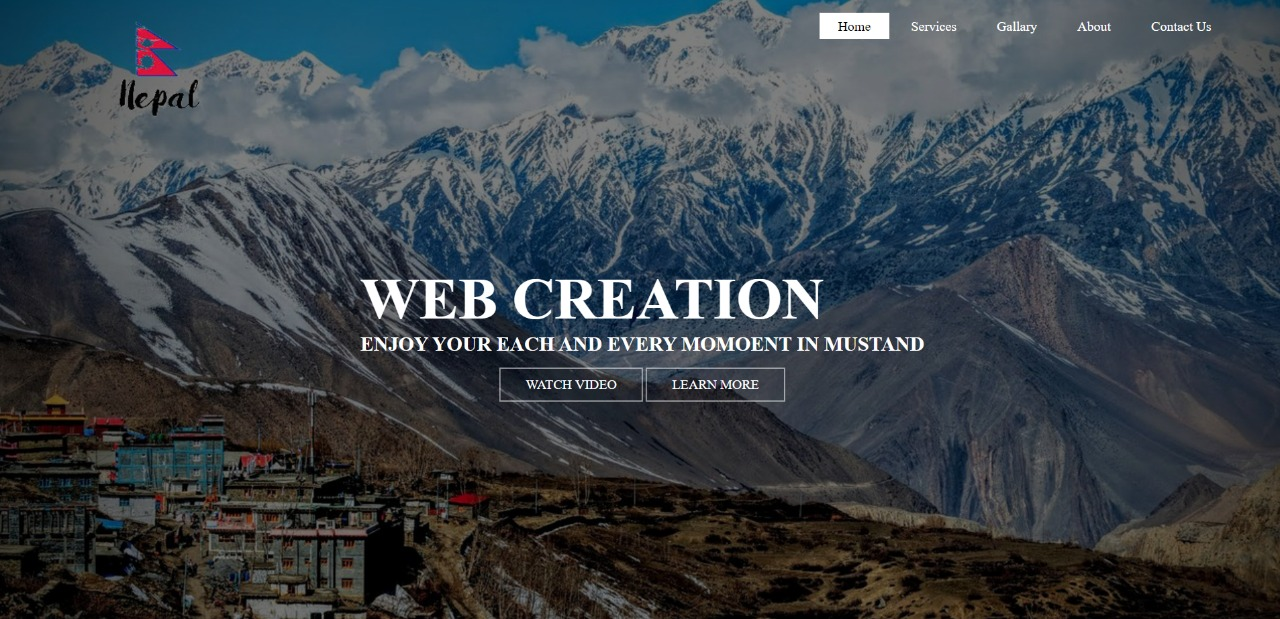 Nepal
Home Services Gallary About Contact Us
WEB CREATION
ENJOY YOUR EACH AND EVERY MOMOENT IN MUSTAND
WATCH VIDEO LEARN MORE